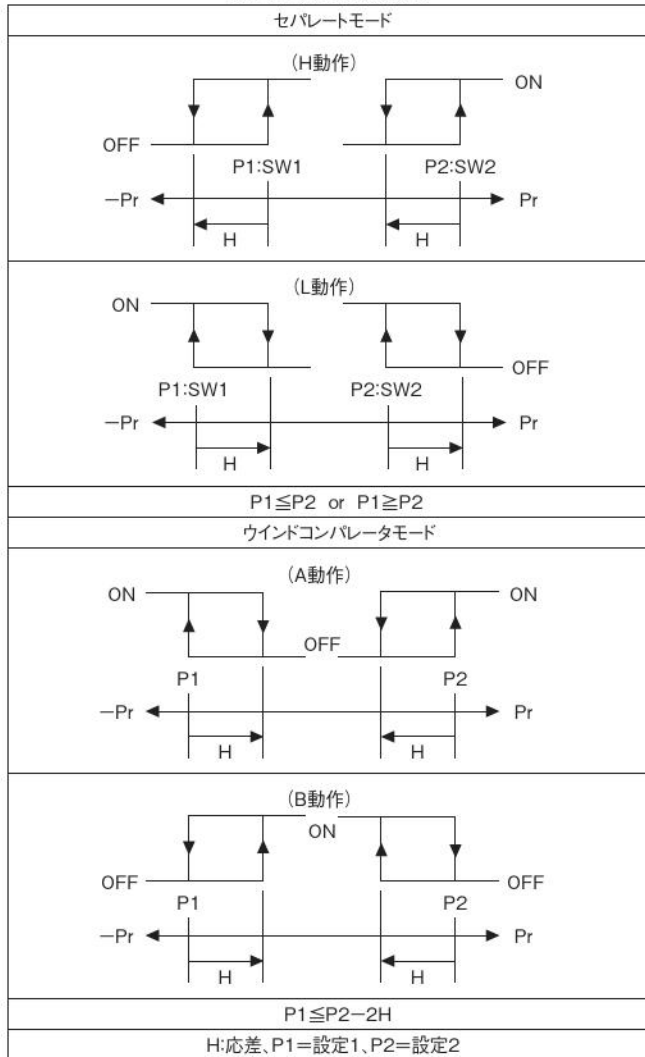 セパレートモード
(H動作)
ON
OFF
P1:SW1 P2:SW2
−Pr Pr
H H
(L動作)
ON
OFF
P1:SW1 P2:SW2
−Pr Pr
H H
P1≦P2 or P1≧P2
ウインドコンパレータモード
(A動作)
ON ON
OFF
P1 P2
−Pr Pr
H H
(B動作)
ON
OFF OFF
P1 P2
−Pr Pr
H H
P1≦P2−2H
H:応差、P1=設定1、P2=設定2